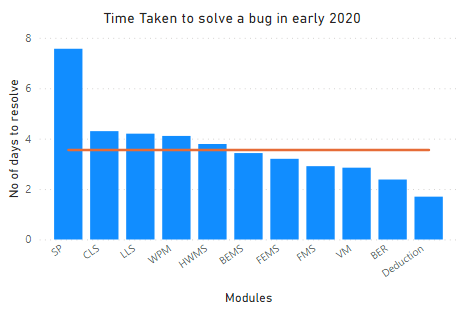 Time Taken to solve a bug in early 2020
No of days to resolve
8
6
4
2
0
SP
CLS
LLS
WPM
HWMS
BEMS
FEMS
FMS
VM
BER
Deduction
Modules